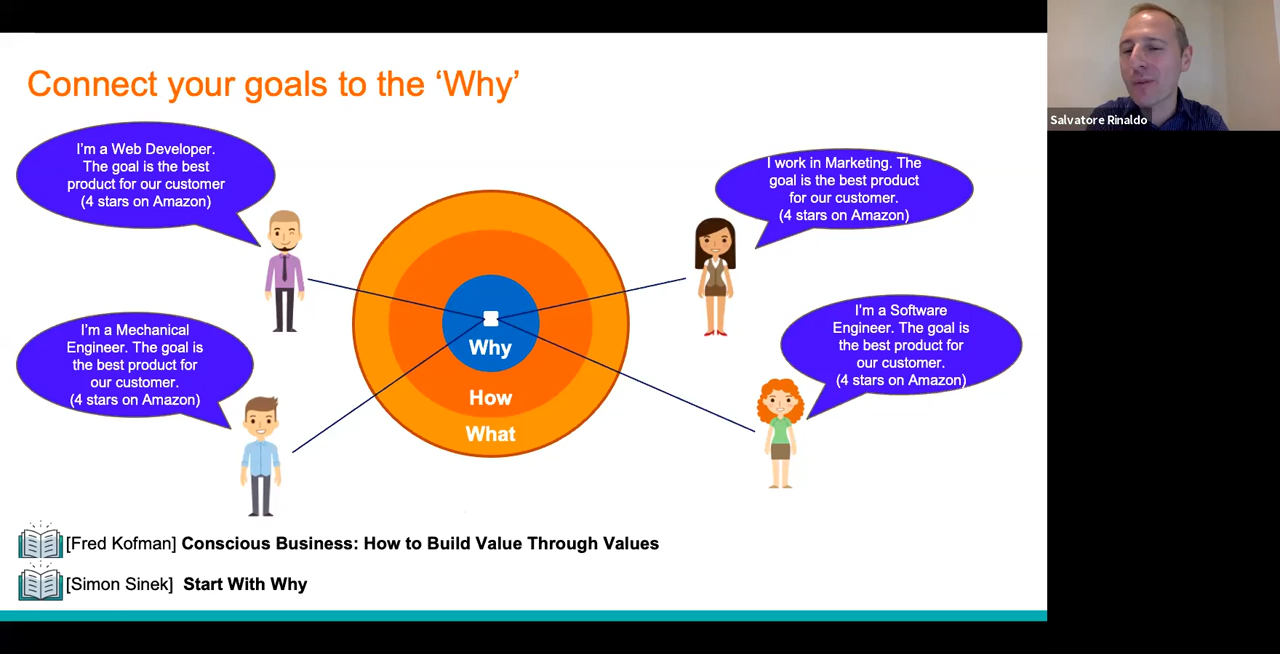 Connect your goals to the ‘Why’
I’m a Web Developer.
The goal is the best
product for our customer
(4 stars on Amazon)
I work in Marketing. The
goal is the best product
for our customer.
(4 stars on Amazon)
I’m a Mechanical
Engineer. The goal is
the best product for
our customer.
(4 stars on Amazon)
I’m a Software
Engineer. The goal is
the best product for
our customer.
(4 stars on Amazon)
Why
How
What
[Fred Kofman] Conscious Business: How to Build Value Through Values
[Simon Sinek] Start With Why
Salvatore Rinaldo